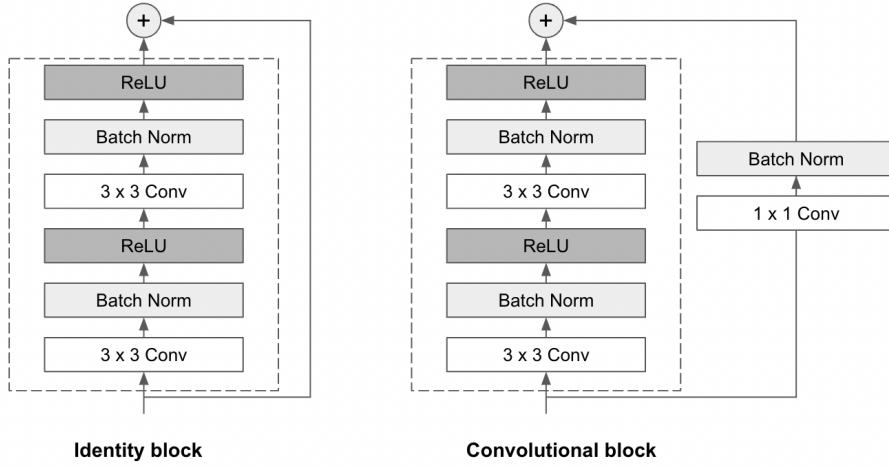 +
ReLU
Batch Norm
3 x 3 Conv
ReLU
Batch Norm
3 x 3 Conv
Identity block
+
ReLU
Batch Norm
3 x 3 Conv
ReLU
Batch Norm
3 x 3 Conv
Batch Norm
1 x 1 Conv
Convolutional block